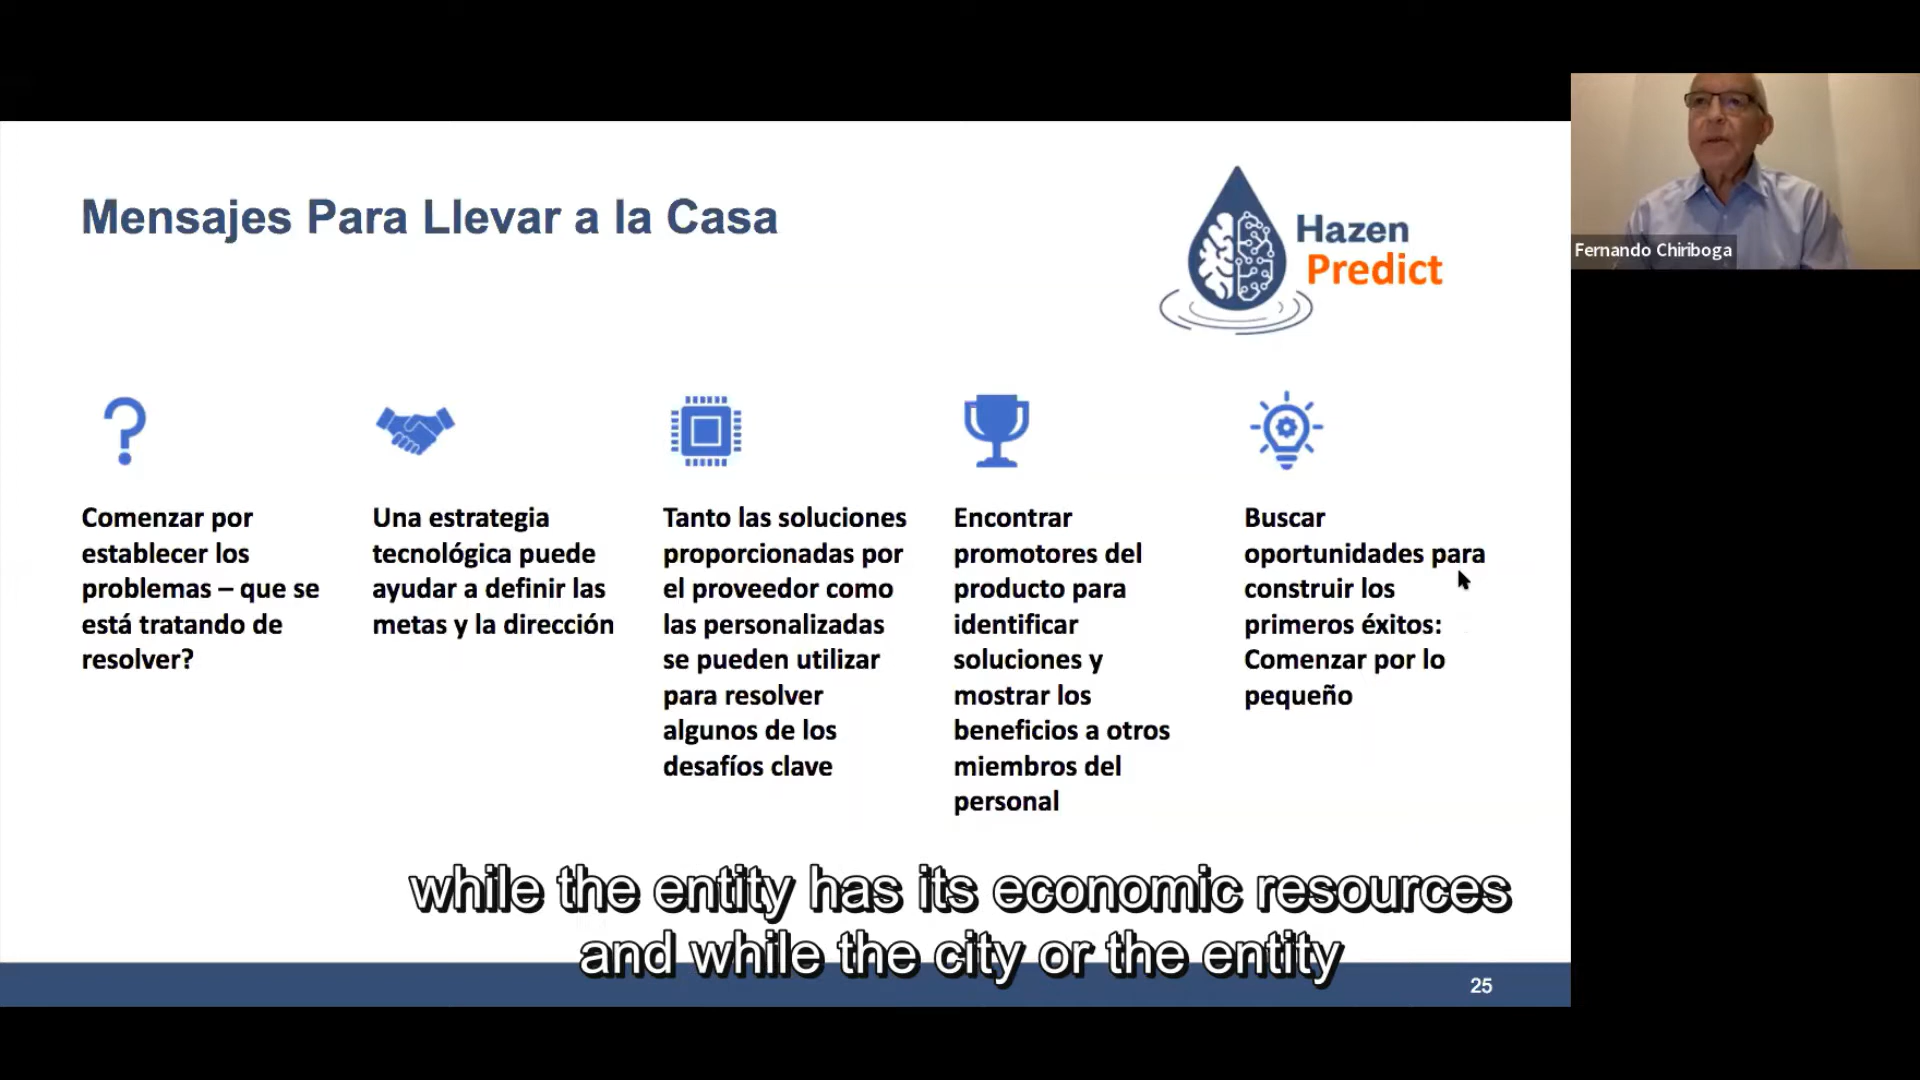 Mensajes Para Llevar a la Casa
Hazen
Predict
Fernando Chiriboga
Comenzar por
establecer los
problemas – que se
está tratando de
resolver?
Una estrategia
tecnológica puede
ayudar a definir las
metas y la dirección
Tanto las soluciones
proporcionadas por
el proveedor como
las personalizadas
se pueden utilizar
para resolver
algunos de los
desafíos clave
Encontrar
promotores del
producto para
identificar
soluciones y
mostrar los
beneficios a otros
miembros del
personal
Buscar
oportunidades para
construir los
primeros éxitos:
Comenzar por lo
pequeño
while the entity has its economic resources
and while the city or the entity
25